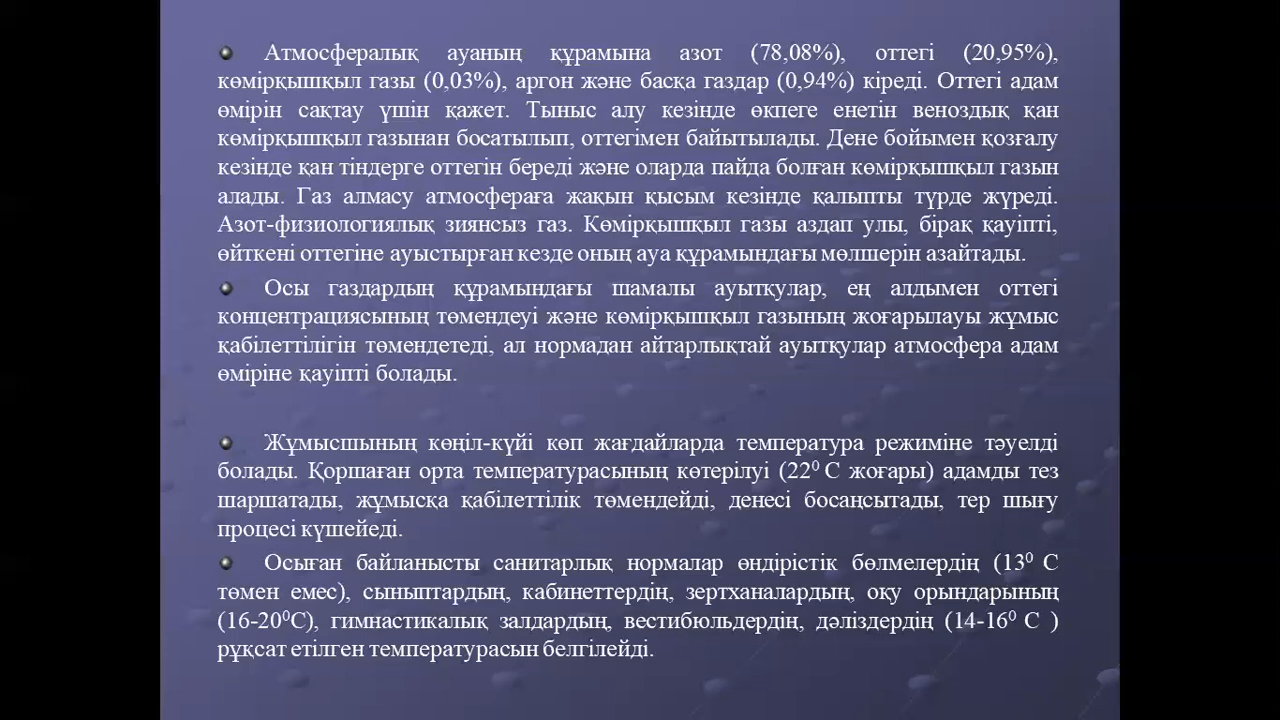 Атмосфералық ауаның құрамына азот (78,08%), оттегі (20,95%),
көмірқышқыл газы (0,03%), аргон және басқа газдар (0,94%) кіреді. Оттегі адам
өмірін сақтау үшін қажет. Тыныс алу кезінде өкпеге енетін веноздық қан
көмірқышқыл газынан босатылып, оттегімен байытылады. Дене бойымен қозғалу
кезінде қан тіндерге оттегін береді және оларда пайда болған көмірқышқыл газын
алады. Газ алмасу атмосфераға жақын қысым кезінде қалыпты түрде жүреді.
Азот-физиологиялық зиянсыз газ. Көмірқышқыл газы аздап улы, бірақ қауіпті,
өйткені оттегіне ауыстырған кезде оның ауа құрамындағы мөлшерін азайтады.
Осы газдардың құрамындағы шамалы ауытқулар, ең алдымен оттегі
концентрациясының төмендеуі және көмірқышқыл газының жоғарылауы жұмыс
қабілеттілігін төмендетеді, ал нормадан айтарлықтай ауытқулар атмосфера адам
өміріне қауіпті болады.
Жұмысшының көңіл-күйі көп жағдайларда температура режиміне тәуелді
болады. Қоршаған орта температурасының көтерілуі (22⁰ С жоғары) адамды тез
шаршатады, жұмысқа қабілеттілік төмендейді, денесі босаңсытады, тер шығу
процесі күшейеді.
Осыған байланысты санитарлық нормалар өндірістік бөлмелердің (13⁰ С
төмен емес), сыныптардың, кабинеттердің, зертханалардың, оқу орындарының
(16-20⁰С), гимнастикалық залдардың, вестибюльдердің, дәліздердің (14-16⁰ С )
рұқсат етілген температурасын белгілейді.